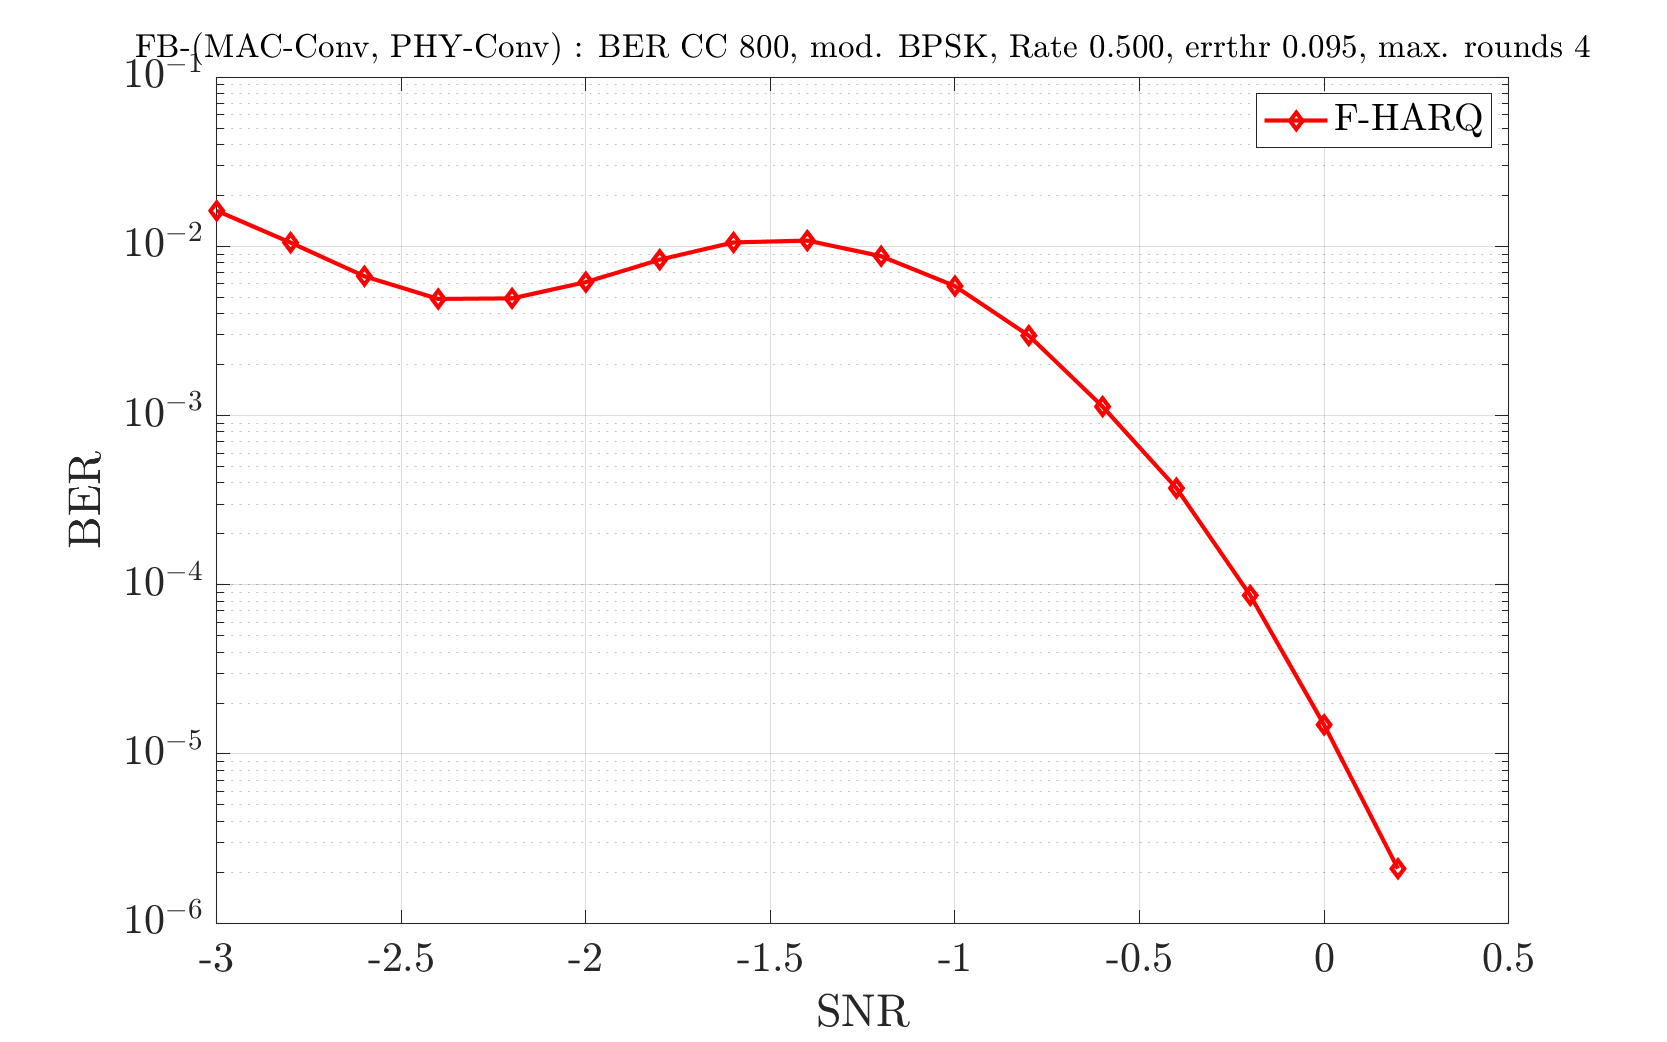 FB-(MAC-Conv, PHY-Conv) : BER CC 800, mod. BPSK, Rate 0.500, errthr 0.095, max. rounds 4
F-HARQ
10^{-1}
10^{-2}
10^{-3}
10^{-4}
10^{-5}
10^{-6}
BER
-3 -2.5 -2 -1.5 -1 -0.5 0 0.5
SNR